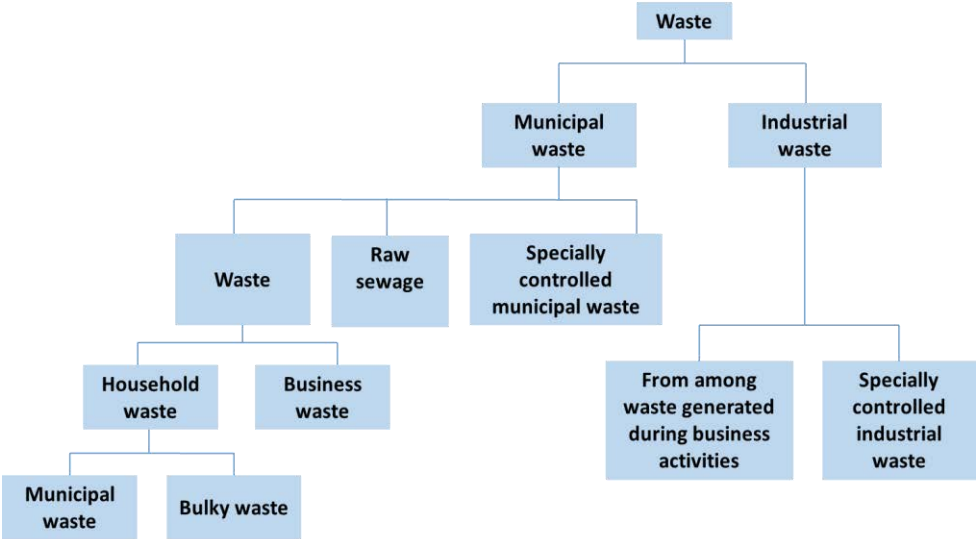 Waste
Municipal
waste
Industrial
waste
Waste
Raw
sewage
Specially
controlled
municipal waste
Household
waste
Business
waste
From among
waste generated
during business
activities
Specially
controlled
industrial
waste
Municipal
waste
Bulky waste